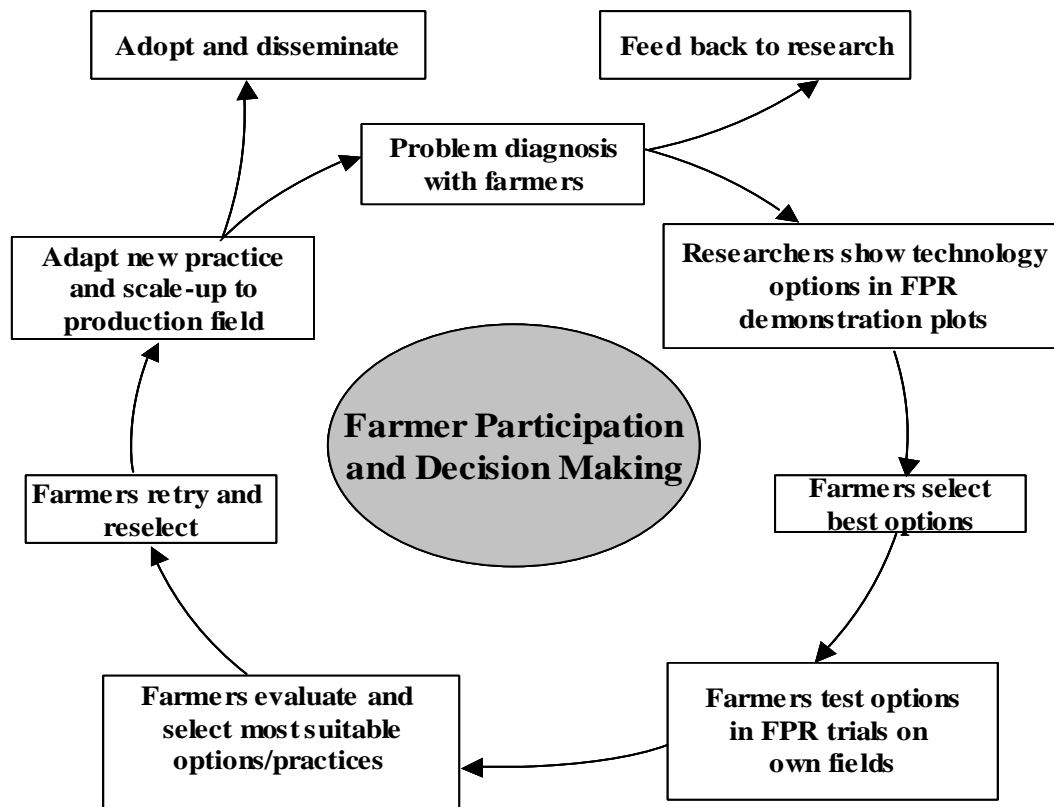 Adopt and disseminate
Feed back to research
Problem diagnosis
with farmers
Adapt new practice
and scale-up to
production field
Researchers show technology
options in FPR
demonstration plots
Farmer Participation
and Decision Making
Farmers retry and
reselect
Farmers select
best options
Farmers evaluate and
select most suitable
options/practices
Farmers test options
in FPR trials on
own fields